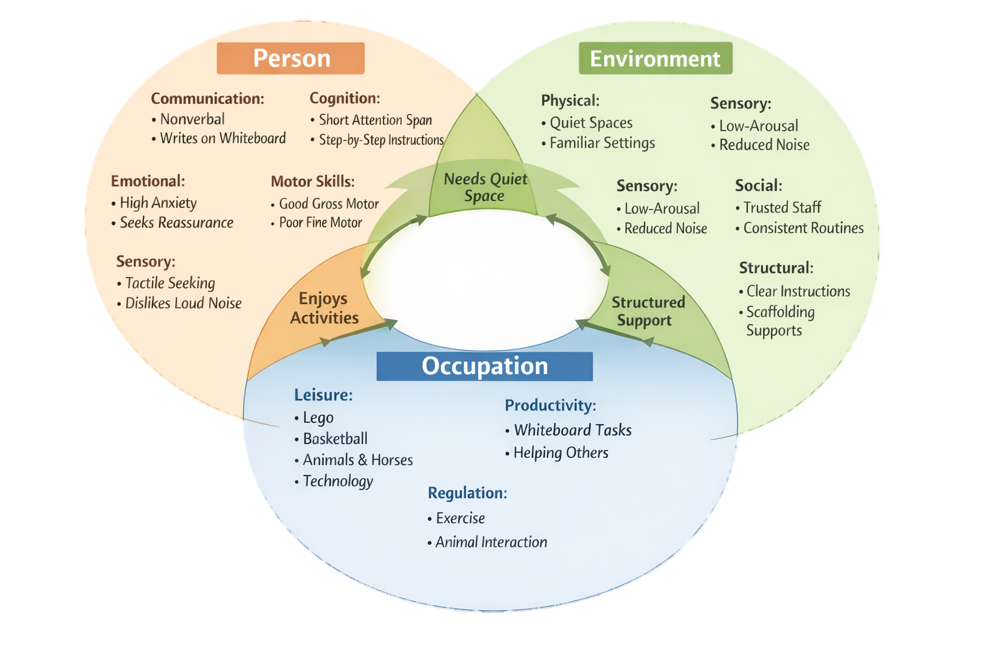 Person
Communication:
• Nonverbal
• Writes on Whiteboard
Cognition:
• Short Attention Span
• Step-by-Step Instructions
Emotional:
• High Anxiety
• Seeks Reassurance
Motor Skills:
• Good Gross Motor
• Poor Fine Motor
Sensory:
• Tactile Seeking
• Dislikes Loud Noise
Needs Quiet
Space
Environment
Physical:
• Quiet Spaces
• Familiar Settings
Sensory:
• Low-Arousal
• Reduced Noise
Sensory:
• Low-Arousal
• Reduced Noise
Social:
• Trusted Staff
• Consistent Routines
Structural:
• Clear Instructions
• Scaffolding
Supports
Enjoys
Activities
Structured
Support
Occupation
Leisure:
• Lego
• Basketball
• Animals & Horses
• Technology
Productivity:
• Whiteboard Tasks
• Helping Others
Regulation:
• Exercise
• Animal Interaction